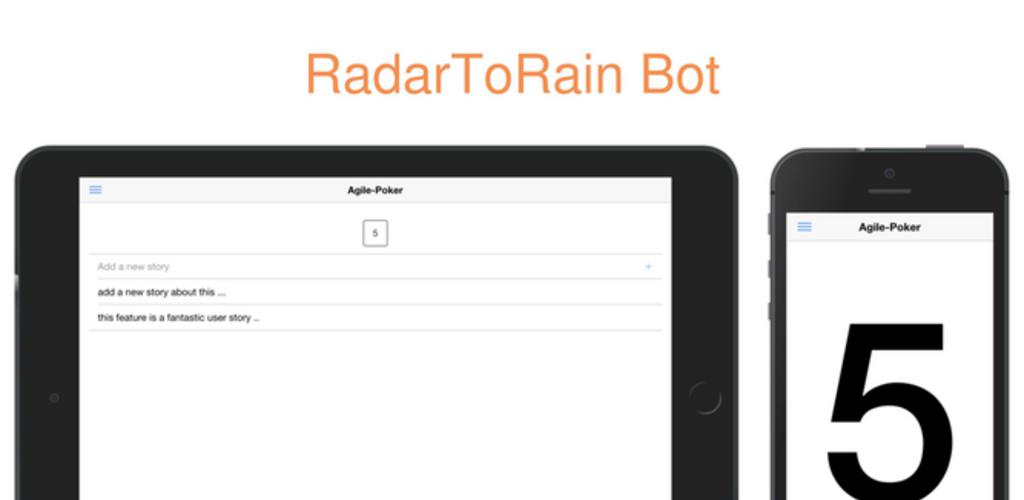 RadarToRain Bot
Agile-Poker
5
Add a new story +
add a new story about this ...
this feature is a fantastic user story ...
Agile-Poker
5